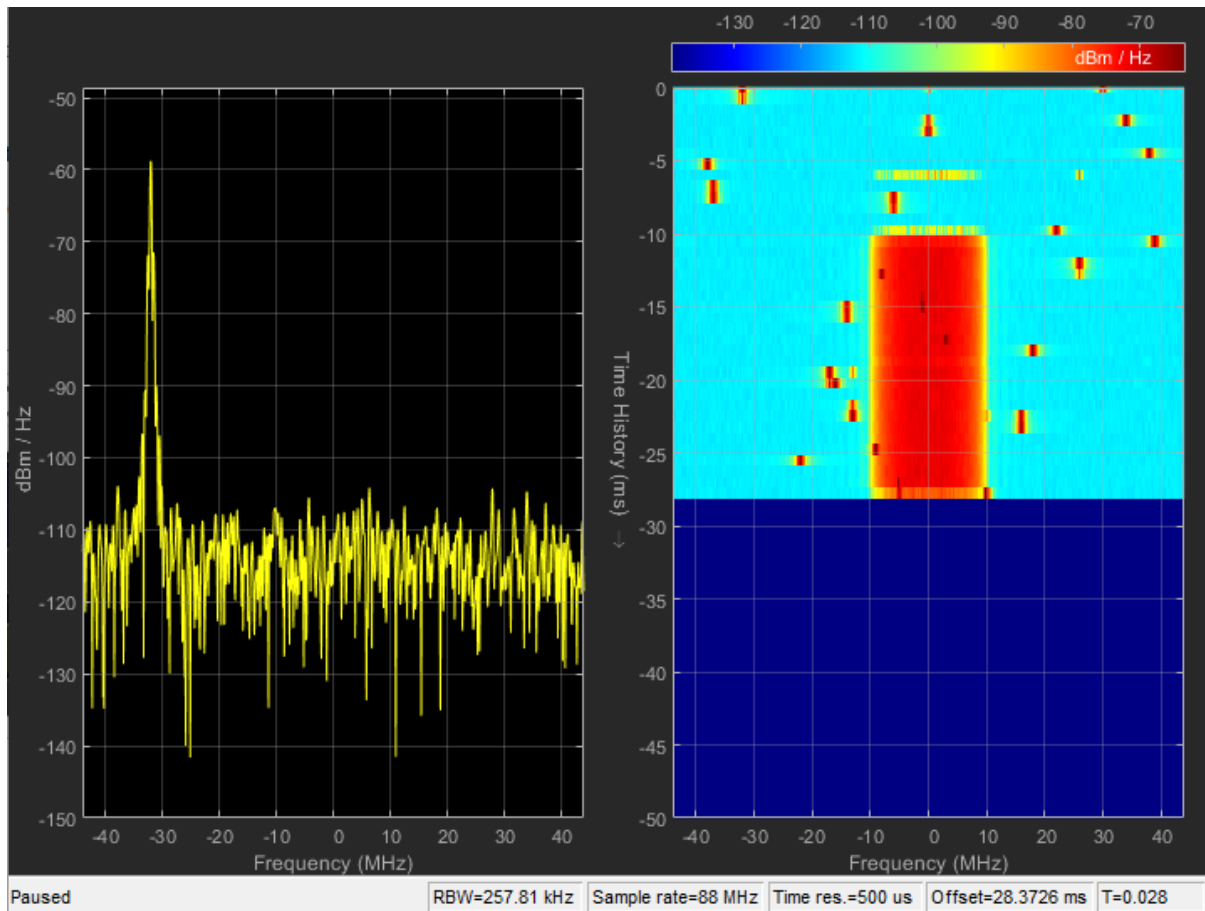 -130 -120 -110 -100 -90 -80 -70
dBm / Hz
-50
-60
-70
-80
-90
-100
-110
-120
-130
-140
-150
dBm / Hz
-40 -30 -20 -10 0 10 20 30 40
Frequency (MHz)
0
-5
-10
-15
-20
-25
-30
-35
-40
-45
-50
Time History (ms) →
-40 -30 -20 -10 0 10 20 30 40
Frequency (MHz)
Paused RBW=257.81 kHz Sample rate=88 MHz Time res.=500 us Offset=28.3726 ms T=0.028